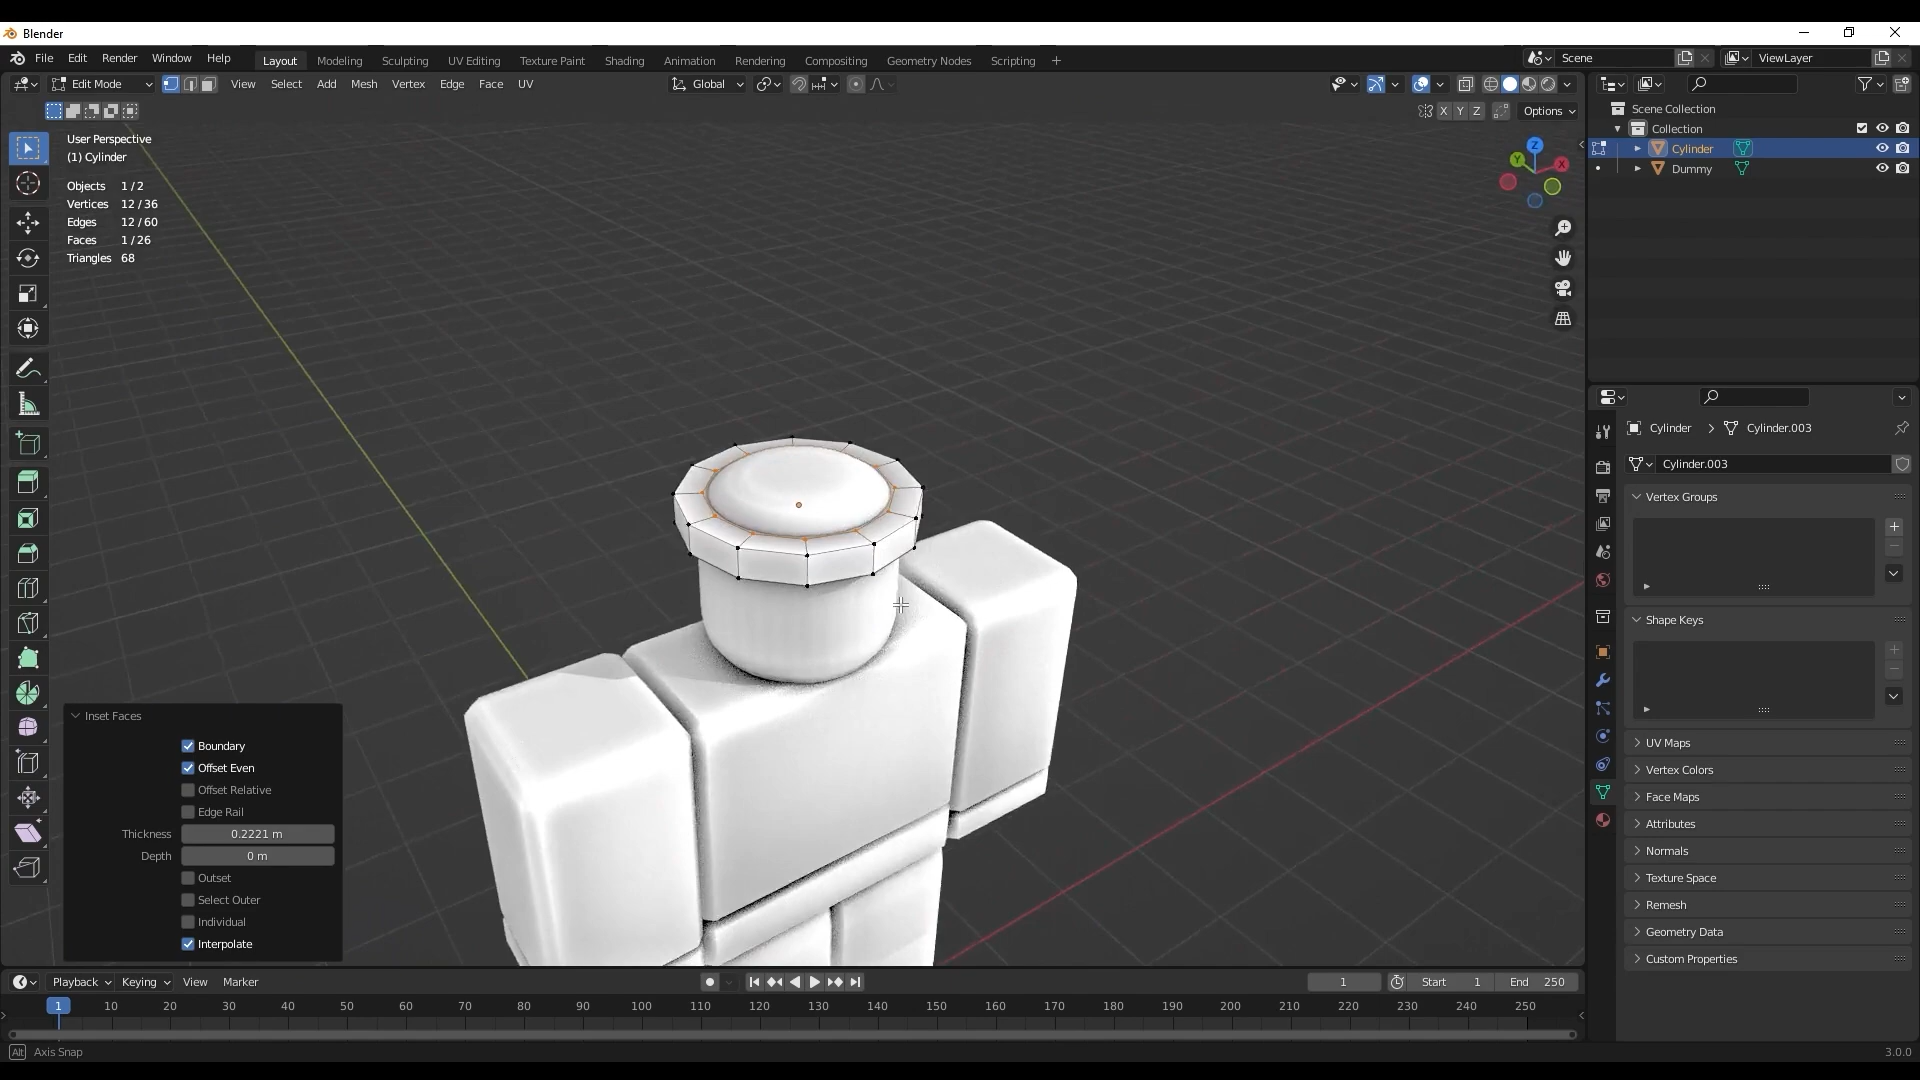 Blender
File Edit Render Window Help Layout Modeling Sculpting UV Editing Texture Paint Shading Animation Rendering Compositing Geometry Nodes Scripting + Scene ViewLayer
Edit Mode View Select Add Mesh Vertex Edge Face UV Global
X Y Z Options
User Perspective
(1) Cylinder
Objects 1 / 2
Vertices 12 / 36
Edges 12 / 60
Faces 1 / 26
Triangles 68
Z
Y X
Scene Collection
Collection
Cylinder
Dummy
Cylinder > Cylinder.003
Cylinder.003
Vertex Groups
Shape Keys
UV Maps
Vertex Colors
Face Maps
Attributes
Normals
Texture Space
Remesh
Geometry Data
Custom Properties
Inset Faces
Boundary
Offset Even
Offset Relative
Edge Rail
Thickness 0.2221 m
Depth 0 m
Outset
Select Outer
Individual
Interpolate
Playback Keying View Marker 1 Start 1 End 250
1 10 20 30 40 50 60 70 80 90 100 110 120 130 140 150 160 170 180 190 200 210 220 230 240 250
Alt Axis Snap 3.0.0